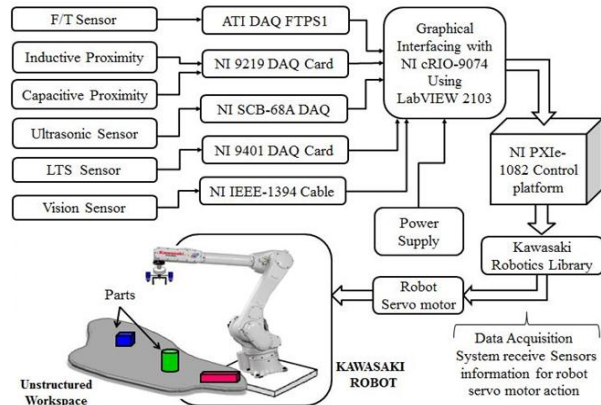 F/T Sensor
ATI DAQ FTPS1
Inductive Proximity
Capacitive Proximity
NI 9219 DAQ Card
Ultrasonic Sensor
NI SCB-68A DAQ
LTS Sensor
NI 9401 DAQ Card
Vision Sensor
NI IEEE-1394 Cable
Graphical
Interfacing with
NI cRIO-9074
Using
LabVIEW 2103
NI PXIe-
1082 Control
platform
Power
Supply
Kawasaki
Robotics Library
Robot
Servo motor
Kawasaki
Parts
Unstructured
Workspace
KAWASAKI
ROBOT
Data Acquisition
System receive Sensors
information for robot
servo motor action